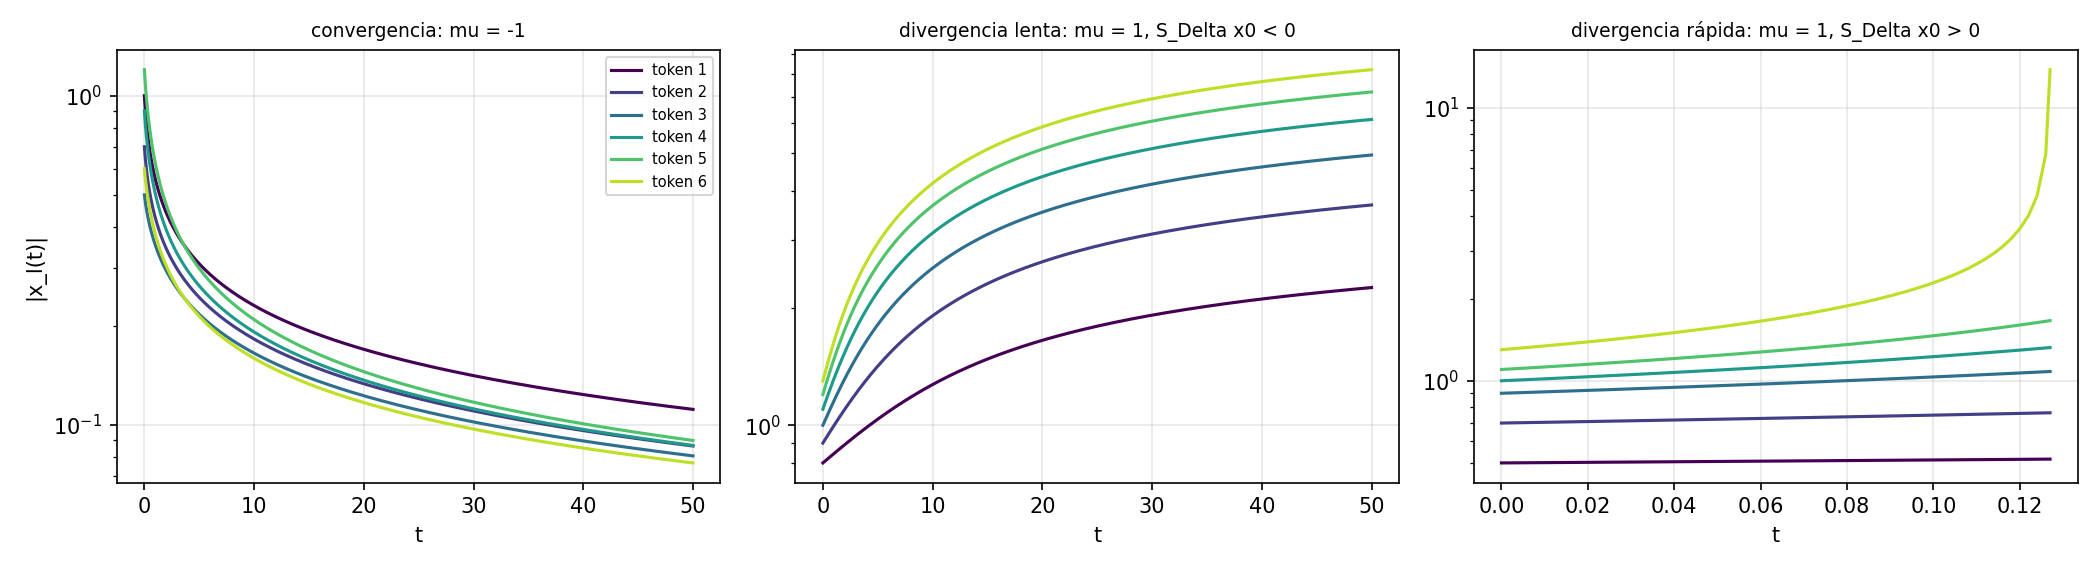 convergencia: mu = -1
|x_l(t)|
10^0
10^-1
0 10 20 30 40 50
t
token 1
token 2
token 3
token 4
token 5
token 6
divergencia lenta: mu = 1, S_Delta x0 < 0
10^0
0 10 20 30 40 50
t
divergencia rápida: mu = 1, S_Delta x0 > 0
10^1
10^0
0.00 0.02 0.04 0.06 0.08 0.10 0.12
t